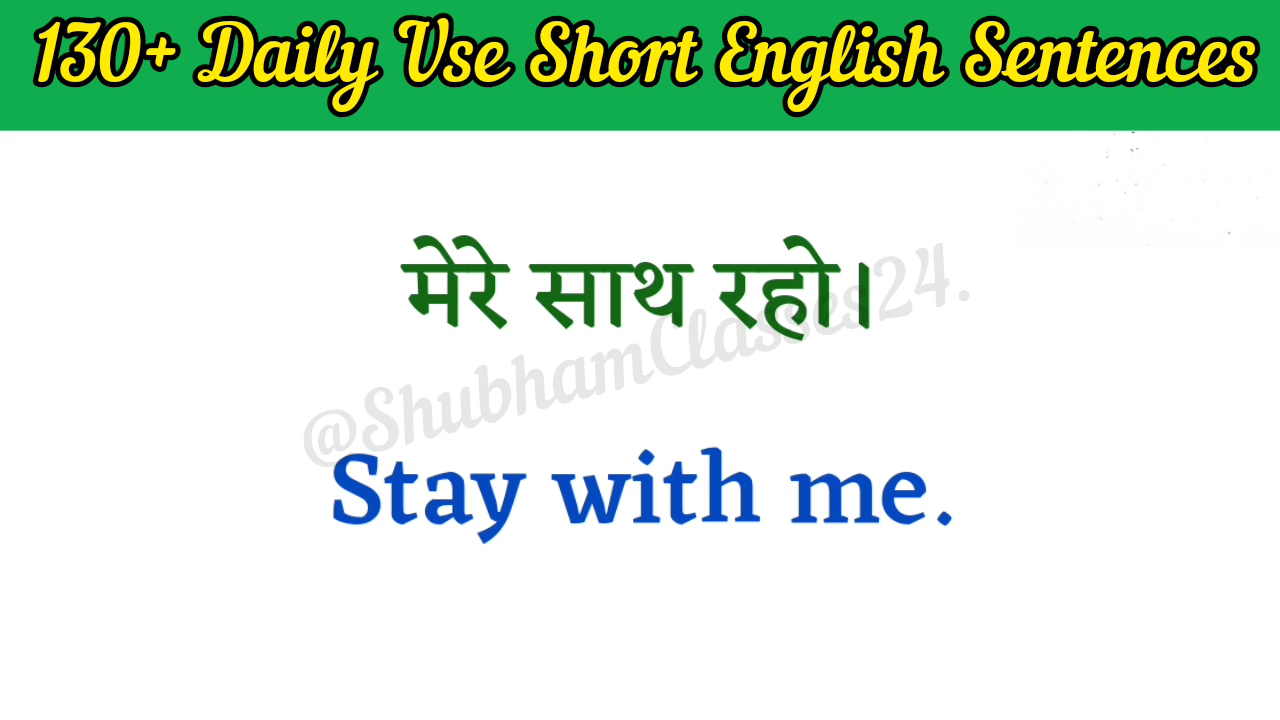 130+ Daily Use Short English Sentences
मेरे साथ रहो।
@ShubhamClasses24.
Stay with me.